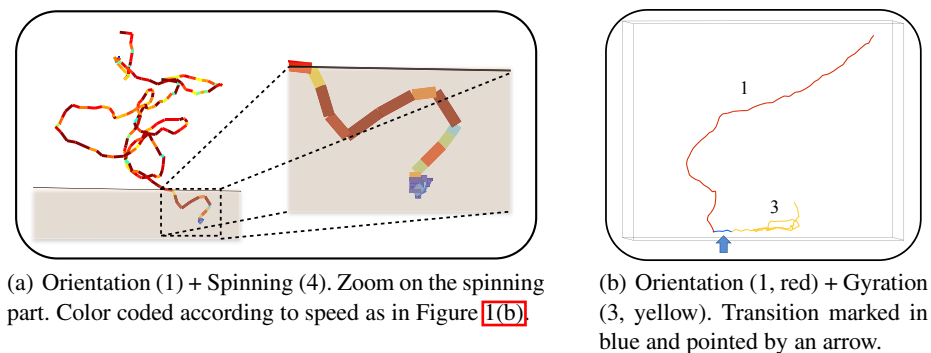 1
3
(a) Orientation (1) + Spinning (4). Zoom on the spinning
part. Color coded according to speed as in Figure 1(b).
(b) Orientation (1, red) + Gyration
(3, yellow). Transition marked in
blue and pointed by an arrow.